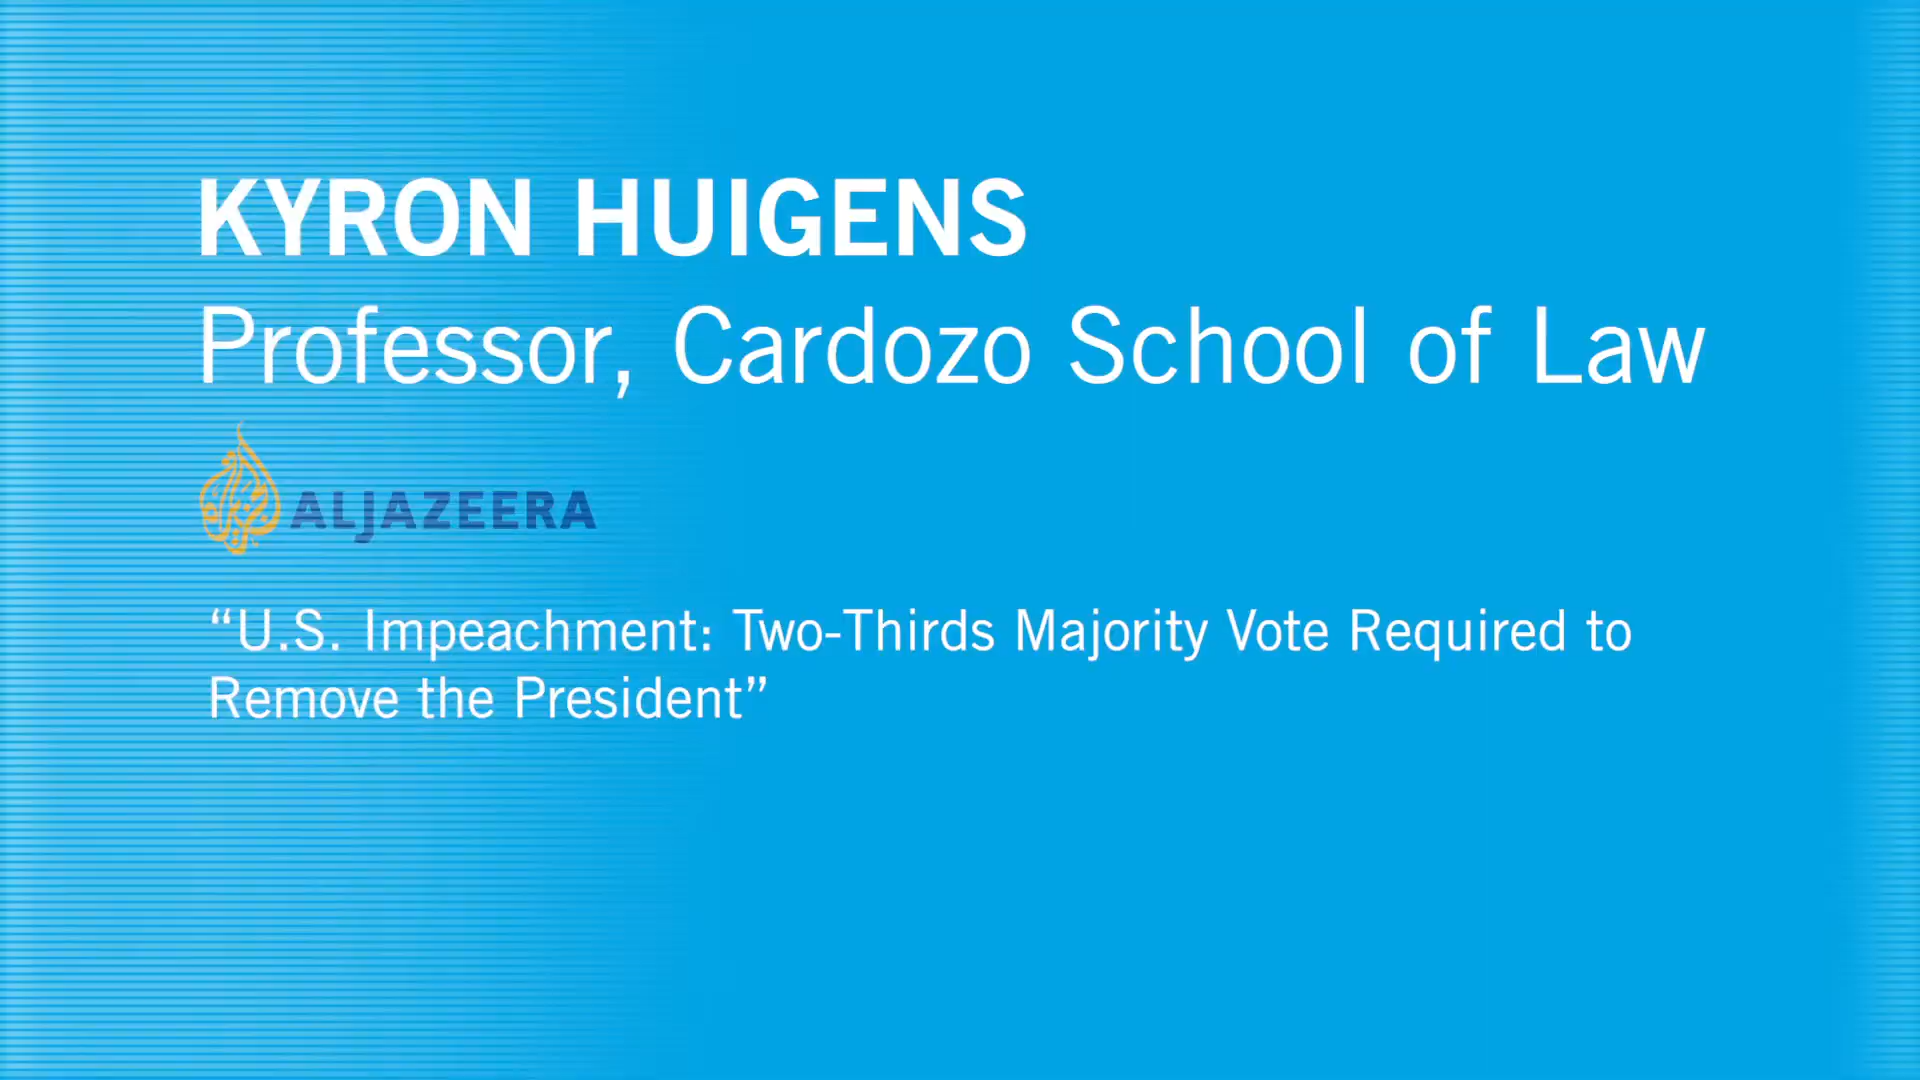 KYRON HUIGENS
Professor, Cardozo School of Law
ALJAZEERA
“U.S. Impeachment: Two-Thirds Majority Vote Required to
Remove the President”